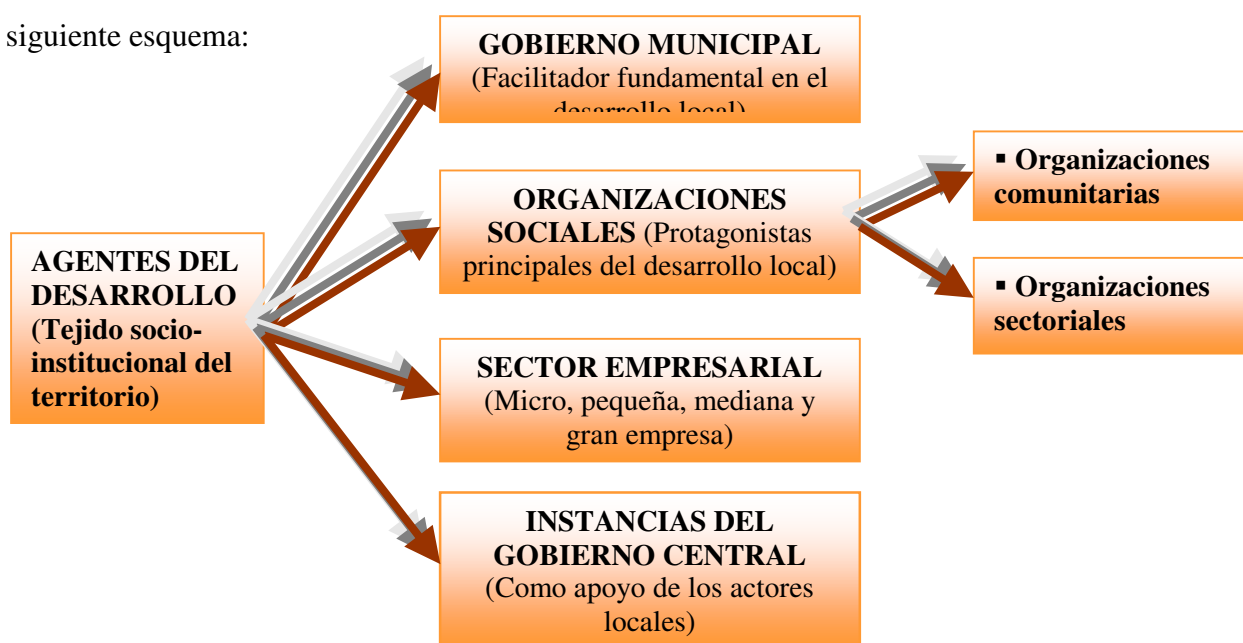 siguiente esquema:
GOBIERNO MUNICIPAL
(Facilitador fundamental en el
desarrollo local)
ORGANIZACIONES
SOCIALES (Protagonistas
principales del desarrollo local)
▪ Organizaciones
comunitarias
▪ Organizaciones
sectoriales
AGENTES DEL
DESARROLLO
(Tejido socio-
institucional del
territorio)
SECTOR EMPRESARIAL
(Micro, pequeña, mediana y
gran empresa)
INSTANCIAS DEL
GOBIERNO CENTRAL
(Como apoyo de los actores
locales)